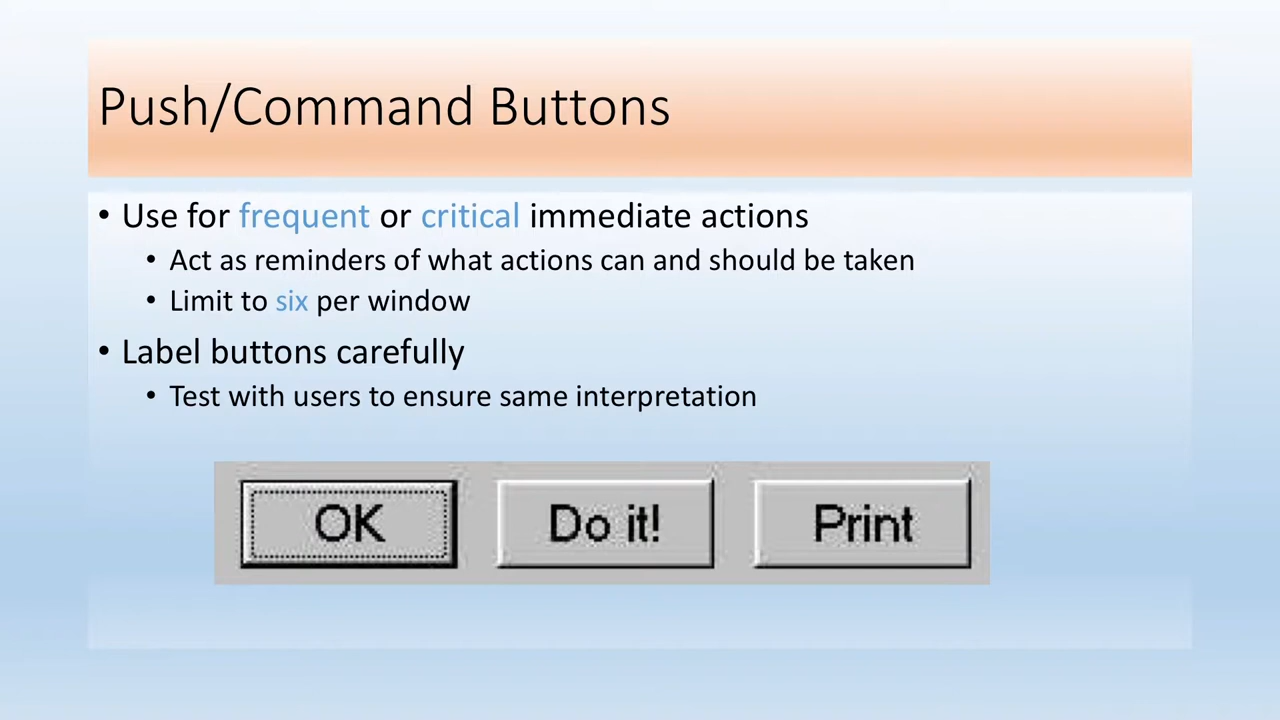 Push/Command Buttons
• Use for frequent or critical immediate actions
• Act as reminders of what actions can and should be taken
• Limit to six per window
• Label buttons carefully
• Test with users to ensure same interpretation
OK Do it! Print